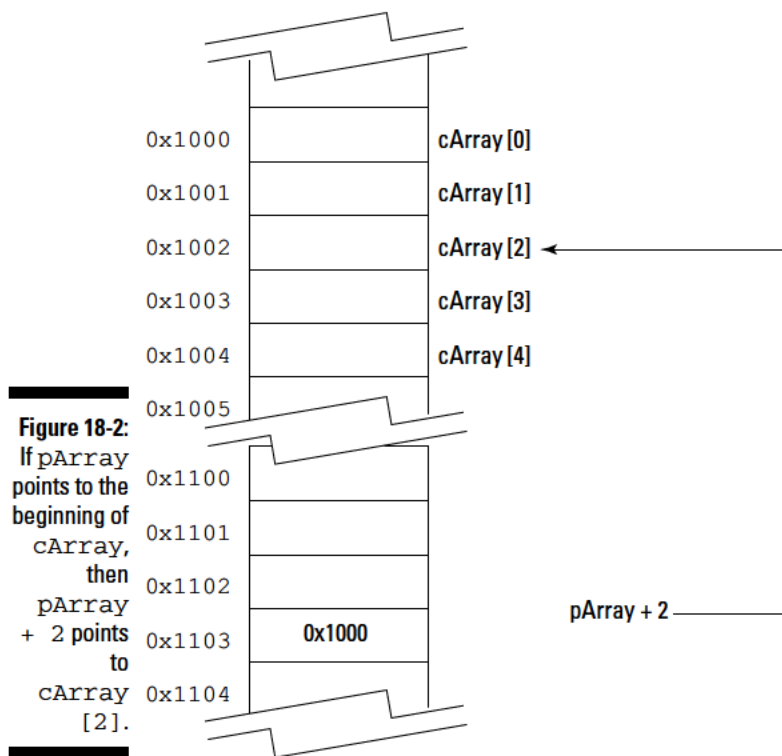 0x1000 cArray [0]
0x1001 cArray [1]
0x1002 cArray [2]
0x1003 cArray [3]
0x1004 cArray [4]
0x1005
Figure 18-2:
If pArray
points to the
beginning of
cArray,
then
pArray
+ 2 points
to
cArray
[2].
0x1100
0x1101
0x1102
0x1103 0x1000
0x1104
pArray + 2